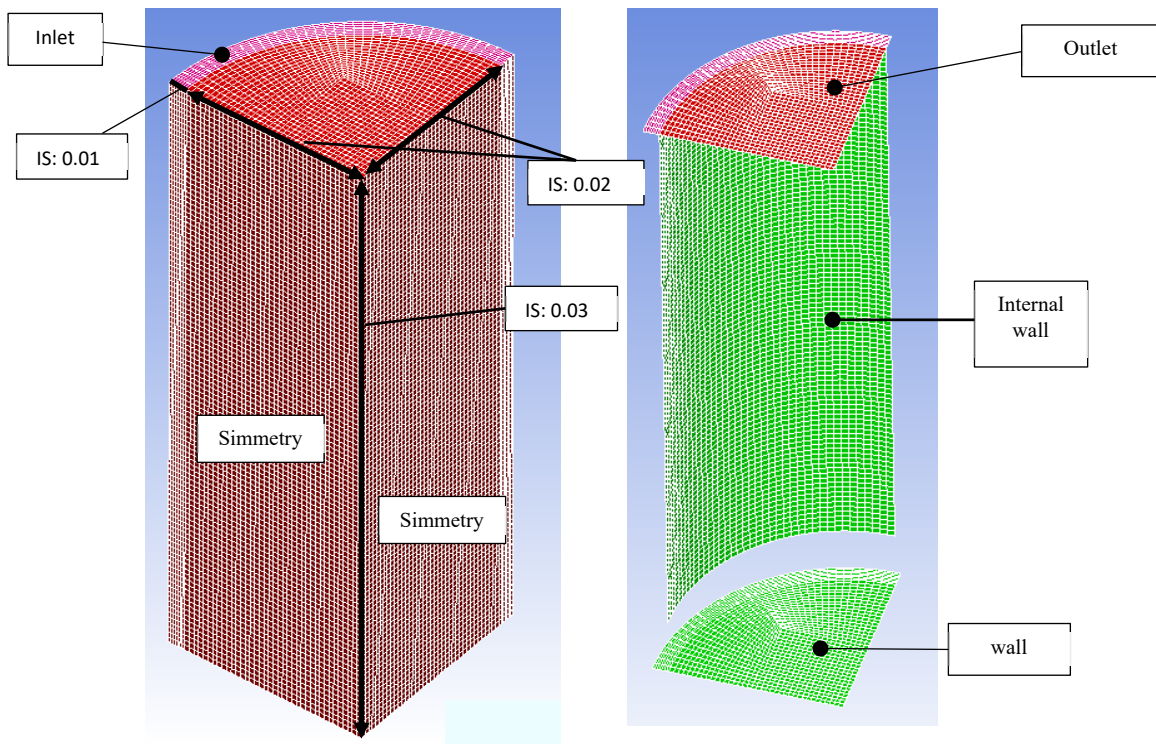 Inlet
Outlet
IS: 0.01
IS: 0.02
IS: 0.03
Internal
wall
Simmetry
Simmetry
wall